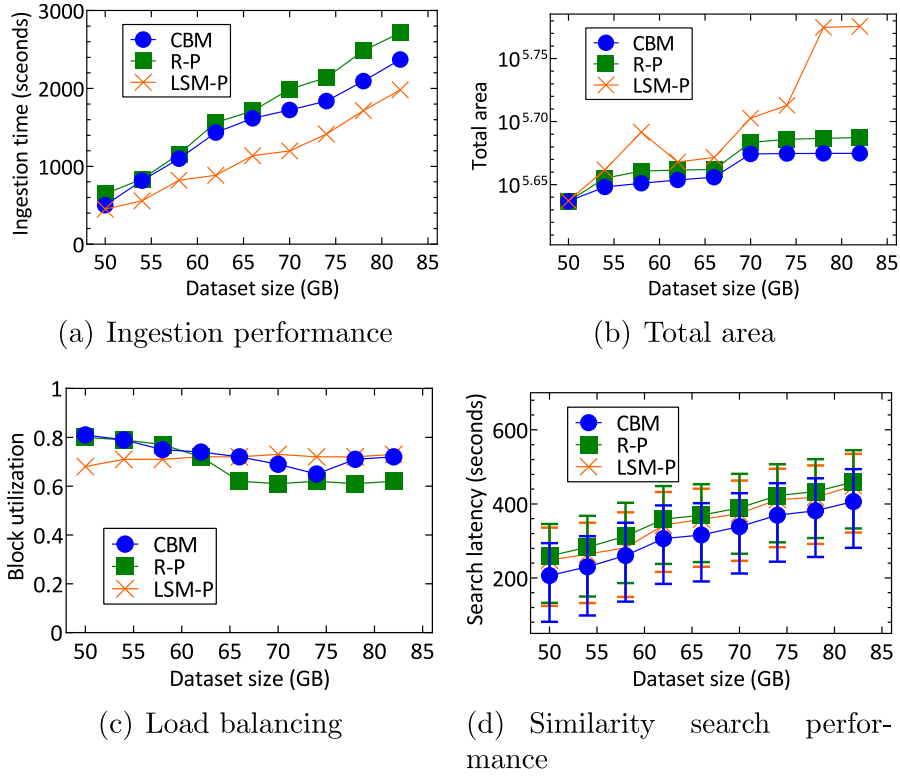 3000
2000
1000
0
Ingestion time (sceonds)
CBM
R-P
LSM-P
50 55 60 65 70 75 80 85
Dataset size (GB)
(a) Ingestion performance
10^5.75
10^5.70
10^5.65
Total area
CBM
R-P
LSM-P
50 55 60 65 70 75 80 85
Dataset size (GB)
(b) Total area
1
0.8
0.6
0.4
0.2
0
Block utilization
CBM
R-P
LSM-P
50 55 60 65 70 75 80 85
Dataset size (GB)
(c) Load balancing
600
400
200
Search latency (seconds)
CBM
R-P
LSM-P
50 55 60 65 70 75 80 85
Dataset size (GB)
(d) Similarity search perfor-
mance